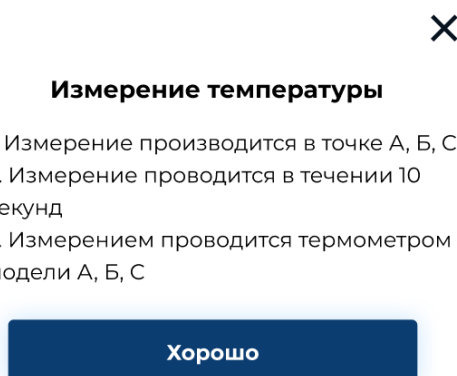 Измерение температуры
Измерение производится в точке А, Б, С
. Измерение проводится в течении 10
екунд
. Измерением проводится термометром
одели А, Б, С
Хорошо